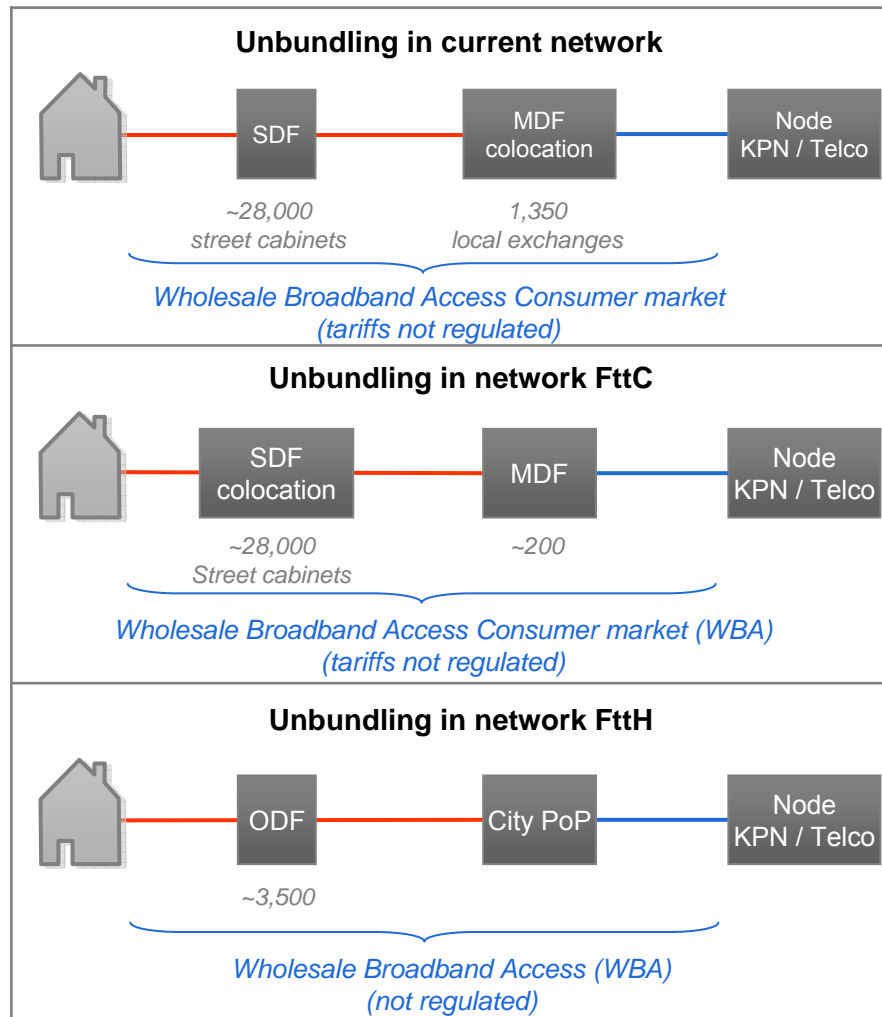 Unbundling in current network
SDF
MDF
colocation
Node
KPN / Telco
~28,000
street cabinets
1,350
local exchanges
Wholesale Broadband Access Consumer market
(tariffs not regulated)
Unbundling in network FttC
SDF
colocation
MDF
Node
KPN / Telco
~28,000
Street cabinets
~200
Wholesale Broadband Access Consumer market (WBA)
(tariffs not regulated)
Unbundling in network FttH
ODF
City PoP
Node
KPN / Telco
~3,500
Wholesale Broadband Access (WBA)
(not regulated)